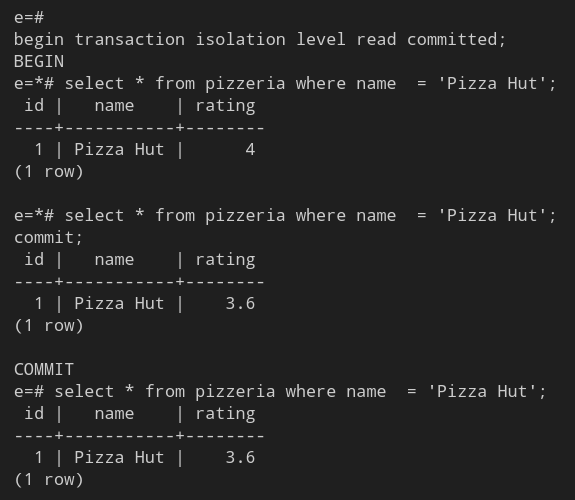 e=#
begin transaction isolation level read committed;
BEGIN
e=*# select * from pizzeria where name  = 'Pizza Hut';
 id |   name    | rating
----+-----------+--------
  1 | Pizza Hut |      4
(1 row)

e=*# select * from pizzeria where name  = 'Pizza Hut';
commit;
 id |   name    | rating
----+-----------+--------
  1 | Pizza Hut |    3.6
(1 row)

COMMIT
e=# select * from pizzeria where name  = 'Pizza Hut';
 id |   name    | rating
----+-----------+--------
  1 | Pizza Hut |    3.6
(1 row)